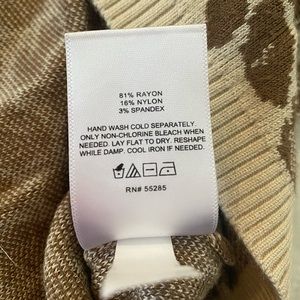 81% RAYON
16% NYLON
3% SPANDEX
HAND WASH COLD SEPARATELY.
ONLY NON-CHLORINE BLEACH WHEN
NEEDED. LAY FLAT TO DRY. RESHAPE
WHILE DAMP. COOL IRON IF NEEDED.
RN# 55285